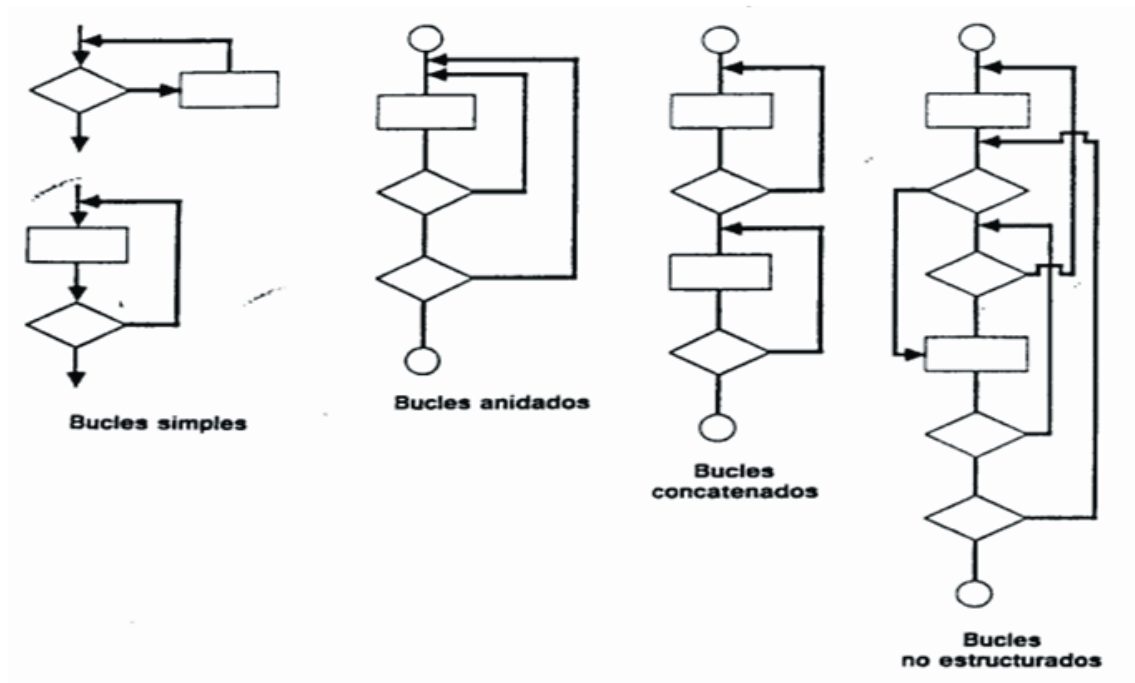 Bucles simples
Bucles anidados
Bucles
concatenados
Bucles
no estructurados